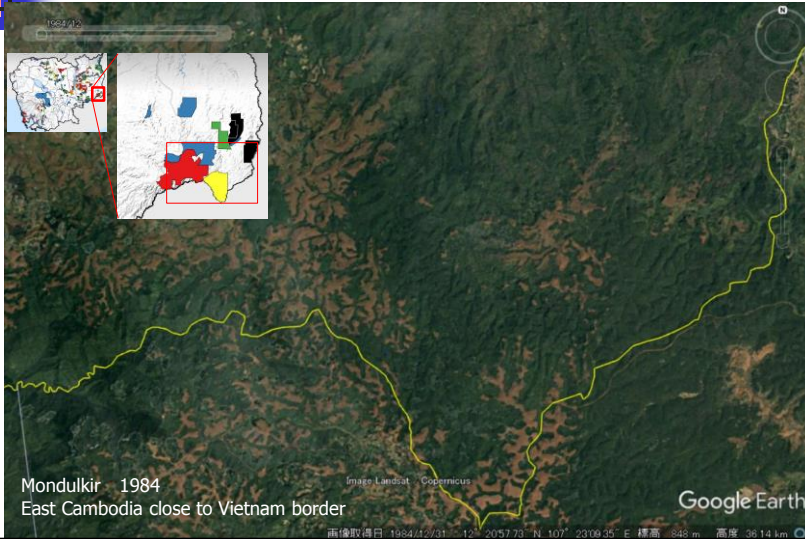 1984/12
N
Mondulkir 1984
East Cambodia close to Vietnam border
Image Landsat / Copernicus
Google Earth
画像取得日: 1984/12/31 12° 20'57.73" N 107° 23'09.35" E 標高 848 m 高度 36.14 km